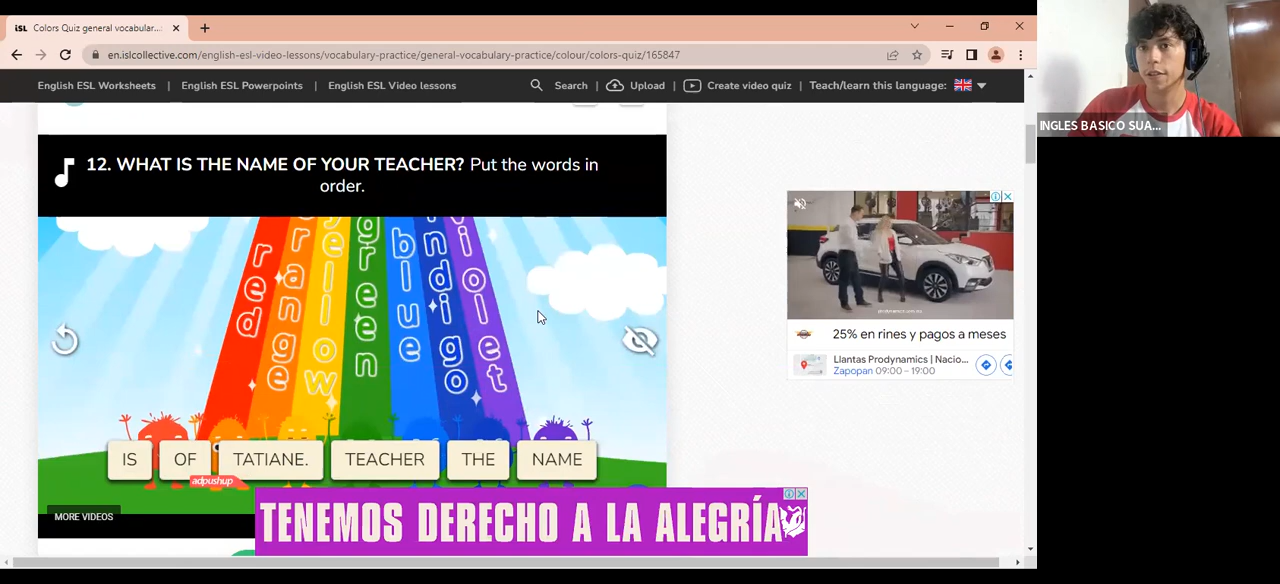 iSL Colors Quiz general vocabular...
en.islcollective.com/english-esl-video-lessons/vocabulary-practice/general-vocabulary-practice/colour/colors-quiz/165847
English ESL Worksheets | English ESL Powerpoints | English ESL Video lessons Search | Upload | Create video quiz | Teach/learn this language:
INGLES BASICO SUA...
12. WHAT IS THE NAME OF YOUR TEACHER? Put the words in
order.
red
range
yellow
green
blue
indigo
violet
25% en rines y pagos a meses
Llantas Prodynamics | Nacio...
Zapopan 09:00 – 19:00
IS OF TATIANE. TEACHER THE NAME
adpushup
MORE VIDEOS
TENEMOS DERECHO A LA ALEGRÍA